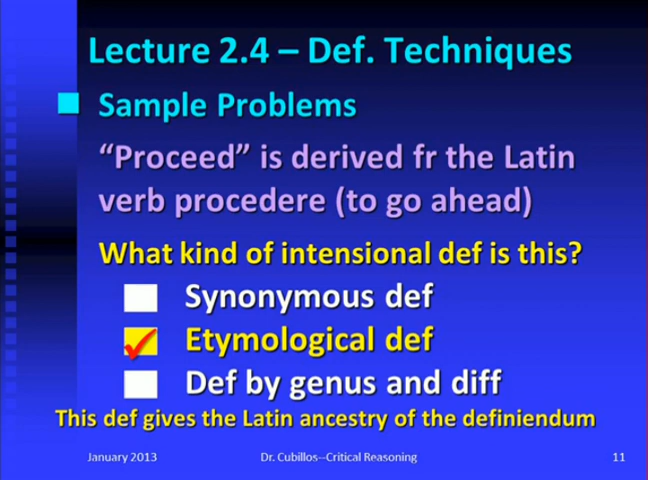 Lecture 2.4 – Def. Techniques
Sample Problems
“Proceed” is derived fr the Latin
verb procedere (to go ahead)
What kind of intensional def is this?
Synonymous def
Etymological def
Def by genus and diff
This def gives the Latin ancestry of the definiendum
January 2013 Dr. Cubillos--Critical Reasoning 11